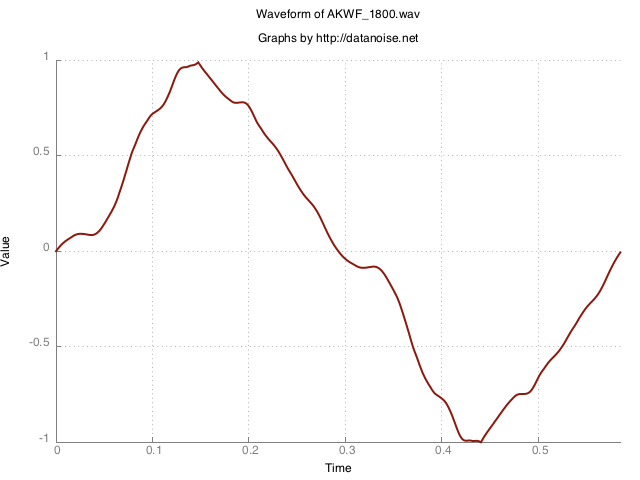 Waveform of AKWF_1800.wav
Graphs by http://datanoise.net
1
0.5
0
-0.5
-1
Value
0 0.1 0.2 0.3 0.4 0.5
Time